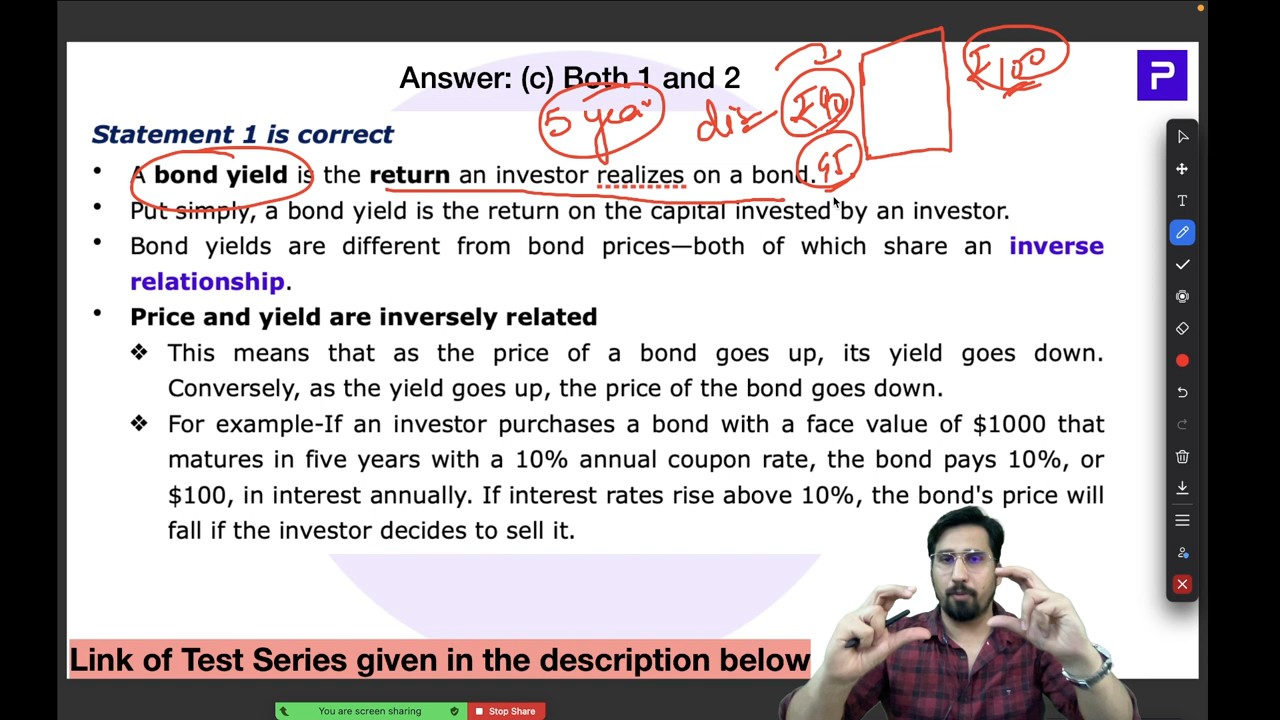 Answer: (c) Both 1 and 2
₹100
₹90
5 year
dis
95
P
Statement 1 is correct
• A bond yield is the return an investor realizes on a bond.
• Put simply, a bond yield is the return on the capital invested by an investor.
• Bond yields are different from bond prices—both of which share an inverse
relationship.
• Price and yield are inversely related
❖ This means that as the price of a bond goes up, its yield goes down.
Conversely, as the yield goes up, the price of the bond goes down.
❖ For example-If an investor purchases a bond with a face value of $1000 that
matures in five years with a 10% annual coupon rate, the bond pays 10%, or
$100, in interest annually. If interest rates rise above 10%, the bond's price will
fall if the investor decides to sell it.
Link of Test Series given in the description below
T
You are screen sharing
Stop Share